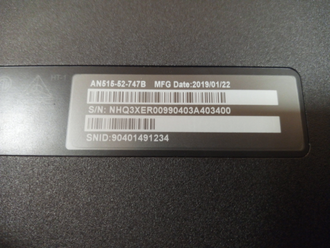 AN515-52-747B MFG Date:2019/01/22
S/N: NHQ3XER00990403A403400
SNID:90401491234